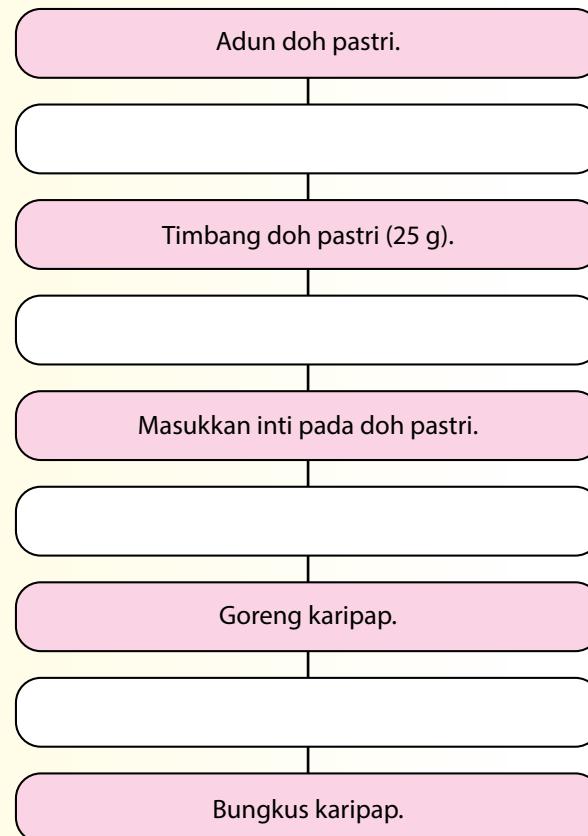 Adun doh pastri.
Timbang doh pastri (25 g).
Masukkan inti pada doh pastri.
Goreng karipap.
Bungkus karipap.